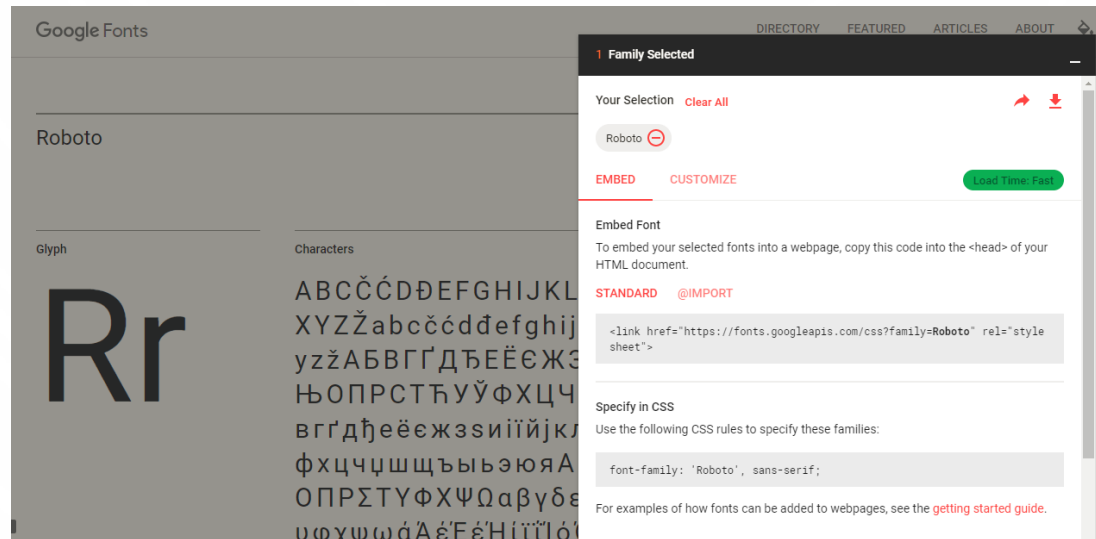 Google Fonts
DIRECTORY FEATURED ARTICLES ABOUT
1 Family Selected
Your Selection Clear All
Roboto
EMBED CUSTOMIZE
Load Time: Fast
Embed Font
To embed your selected fonts into a webpage, copy this code into the <head> of your
HTML document.
STANDARD @IMPORT
<link href="https://fonts.googleapis.com/css?family=Roboto" rel="style
sheet">
Specify in CSS
Use the following CSS rules to specify these families:
font-family: 'Roboto', sans-serif;
For examples of how fonts can be added to webpages, see the getting started guide.
Roboto
Glyph
Rr
Characters
ABCČĆDĐEFGHIJKL
XYZŽabcčćdđefghij
yzžАБВГҐДЂЕЁЄЖЗ
ЊОПРСТЋУЎФХЦЧ
вгґдђеёєжзѕиіїйјкл
фхцчџшщъыьэюяΑ
ΟΠΡΣΤΥΦΧΨΩαβγδε
υφχψωάΆέΈέΉίϊΐΊό